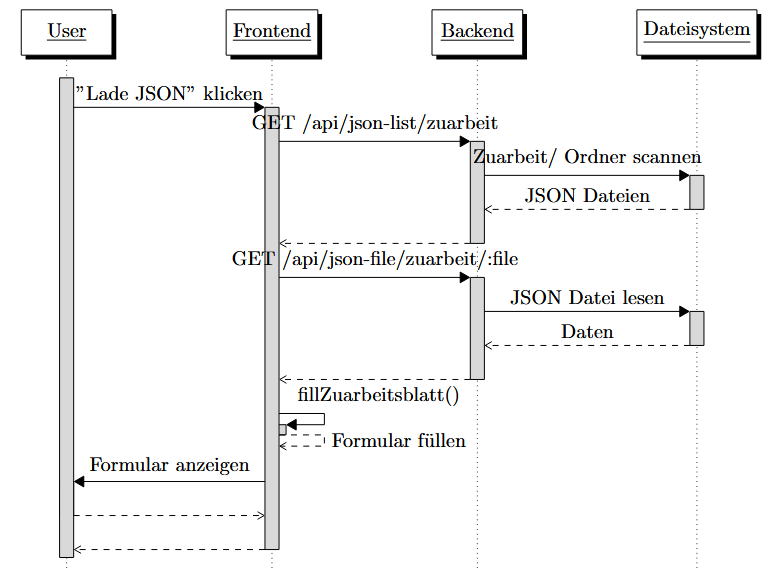 User
Frontend
Backend
Dateisystem
"Lade JSON" klicken
GET /api/json-list/zuarbeit
Zuarbeit/ Ordner scannen
JSON Dateien
GET /api/json-file/zuarbeit/:file
JSON Datei lesen
Daten
fillZuarbeitsblatt()
Formular füllen
Formular anzeigen